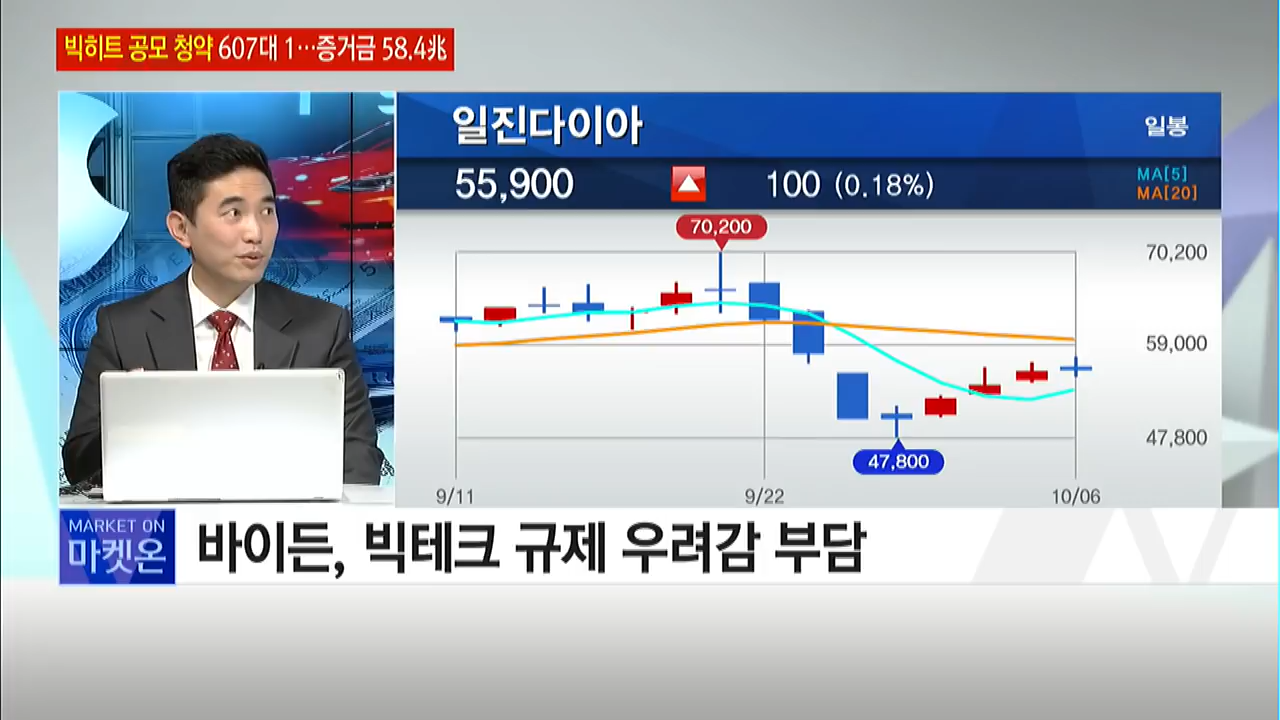 빅히트 공모 청약 607대 1…증거금 58.4兆
일진다이아
일봉
55,900
▲
100 (0.18%)
MA[5]
MA[20]
70,200
70,200
59,000
47,800
47,800
9/11
9/22
10/06
MARKET ON
마켓온
바이든, 빅테크 규제 우려감 부담